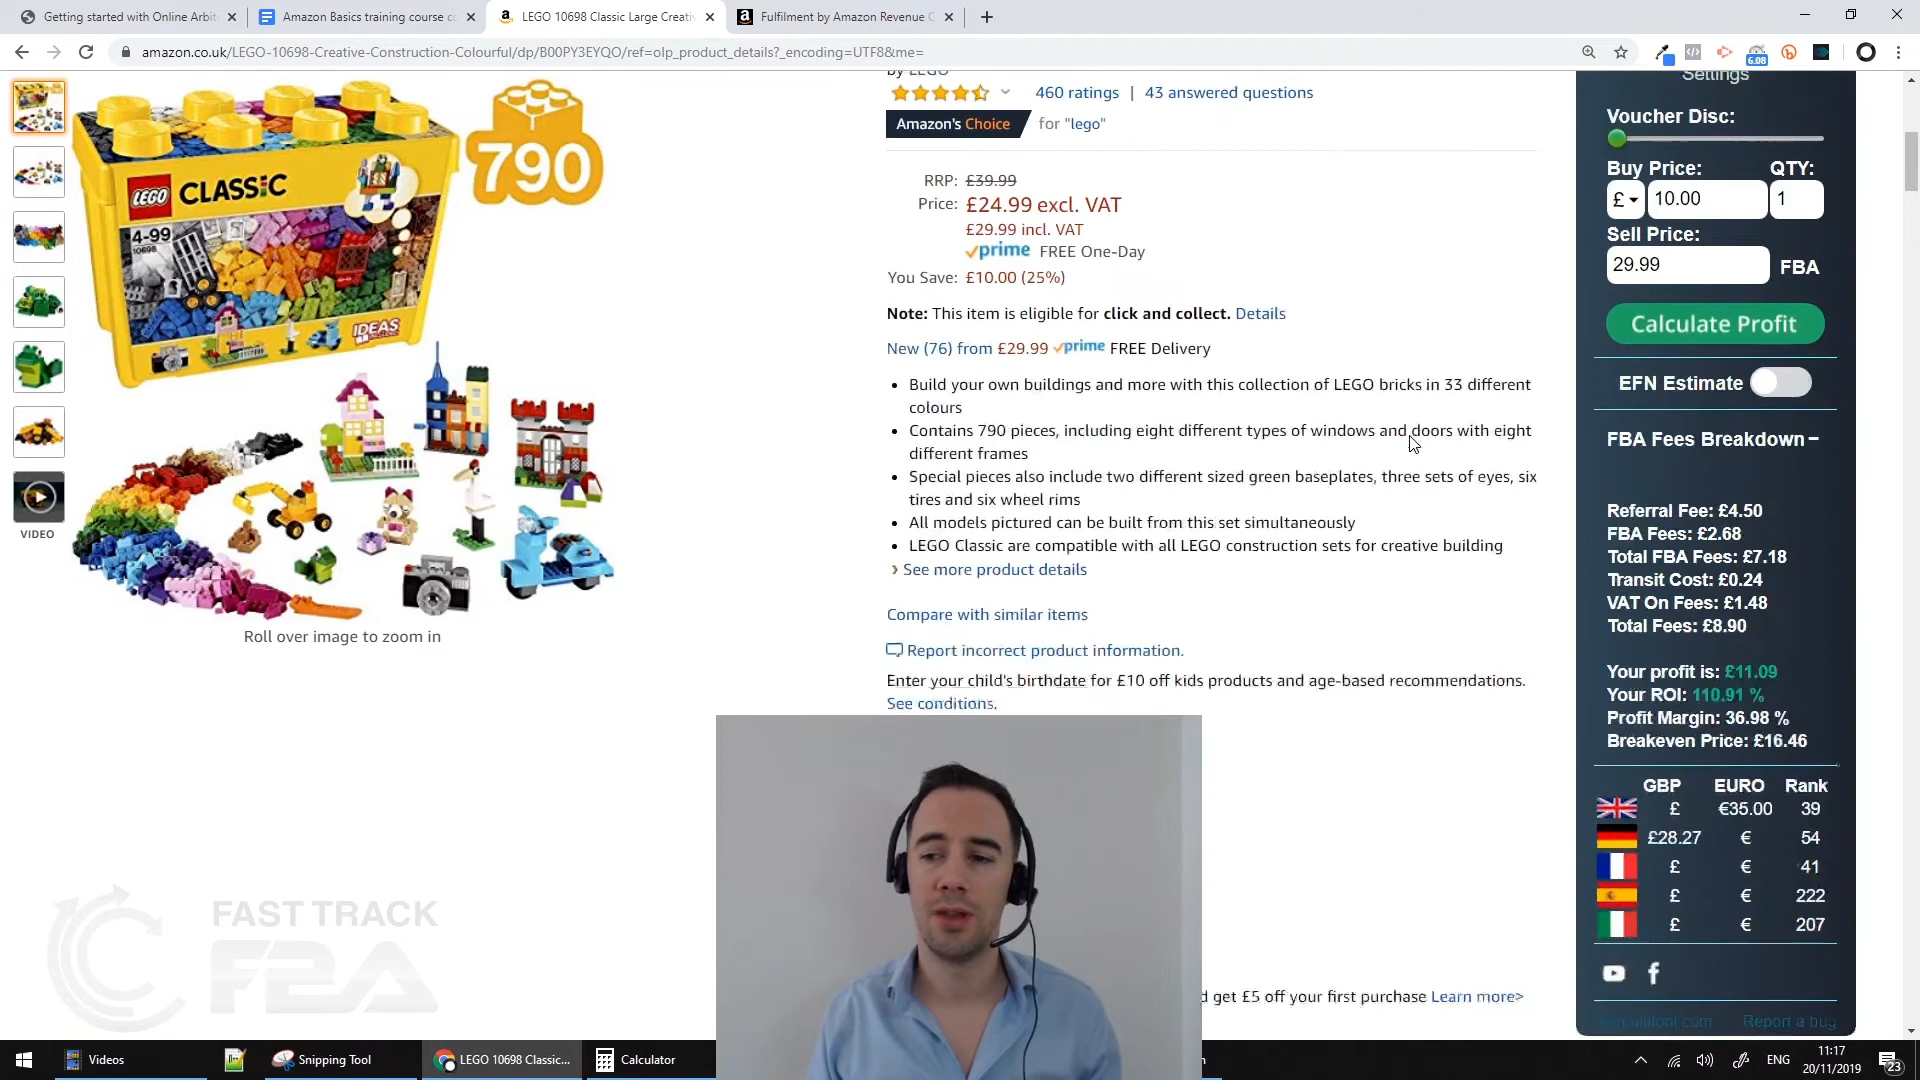 Getting started with Online Arbit
Amazon Basics training course co
LEGO 10698 Classic Large Creativ
Fulfilment by Amazon Revenue C
amazon.co.uk/LEGO-10698-Creative-Construction-Colourful/dp/B00PY3EYQO/ref=olp_product_details?_encoding=UTF8&me=
6.08
by LEGO
460 ratings | 43 answered questions
Amazon's Choice for "lego"
RRP: £39.99
Price: £24.99 excl. VAT
£29.99 incl. VAT
prime FREE One-Day
You Save: £10.00 (25%)
Note: This item is eligible for click and collect. Details
New (76) from £29.99 prime FREE Delivery
• Build your own buildings and more with this collection of LEGO bricks in 33 different
colours
• Contains 790 pieces, including eight different types of windows and doors with eight
different frames
• Special pieces also include two different sized green baseplates, three sets of eyes, six
tires and six wheel rims
• All models pictured can be built from this set simultaneously
• LEGO Classic are compatible with all LEGO construction sets for creative building
› See more product details
Compare with similar items
Report incorrect product information.
Enter your child's birthdate for £10 off kids products and age-based recommendations.
See conditions.
d get £5 off your first purchase Learn more>
790
LEGO CLASSIC
4-99
10698
IDEAS
VIDEO
Roll over image to zoom in
FAST TRACK
FBA
Settings
Voucher Disc:
Buy Price: QTY:
£ 10.00 1
Sell Price:
29.99 FBA
Calculate Profit
EFN Estimate
FBA Fees Breakdown−
Referral Fee: £4.50
FBA Fees: £2.68
Total FBA Fees: £7.18
Transit Cost: £0.24
VAT On Fees: £1.48
Total Fees: £8.90
Your profit is: £11.09
Your ROI: 110.91 %
Profit Margin: 36.98 %
Breakeven Price: £16.46
GBP EURO Rank
£ €35.00 39
£28.27 € 54
£ € 41
£ € 222
£ € 207
Report a bug
Videos
Snipping Tool
LEGO 10698 Classic...
Calculator
ENG
11:17
20/11/2019
23